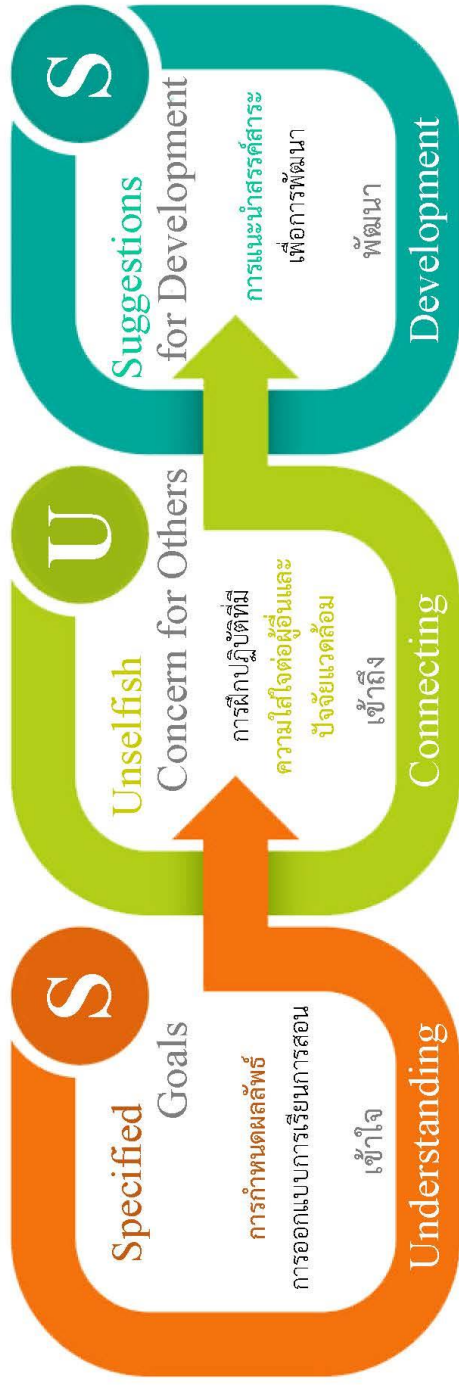 S
Specified
Goals
การกำหนดผลลัพธ์
การออกแบบการเรียนการสอน
เข้าใจ
Understanding
U
Unselfish
Concern for Others
การฝึกปฏิบัติที่มี
ความใส่ใจต่อผู้อื่นและ
ปัจจัยแวดล้อม
เข้าถึง
Connecting
S
Suggestions
for Development
การแนะนำสรรค์สาระ
เพื่อการพัฒนา
พัฒนา
Development